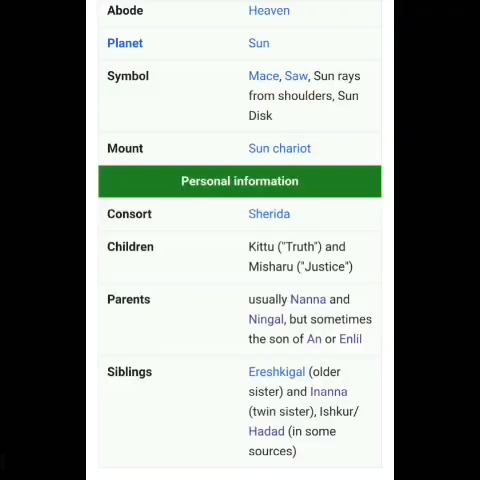 Abode Heaven
Planet Sun
Symbol Mace, Saw, Sun rays
from shoulders, Sun
Disk
Mount Sun chariot
Personal information
Consort Sherida
Children Kittu ("Truth") and
Misharu ("Justice")
Parents usually Nanna and
Ningal, but sometimes
the son of An or Enlil
Siblings Ereshkigal (older
sister) and Inanna
(twin sister), Ishkur/
Hadad (in some
sources)